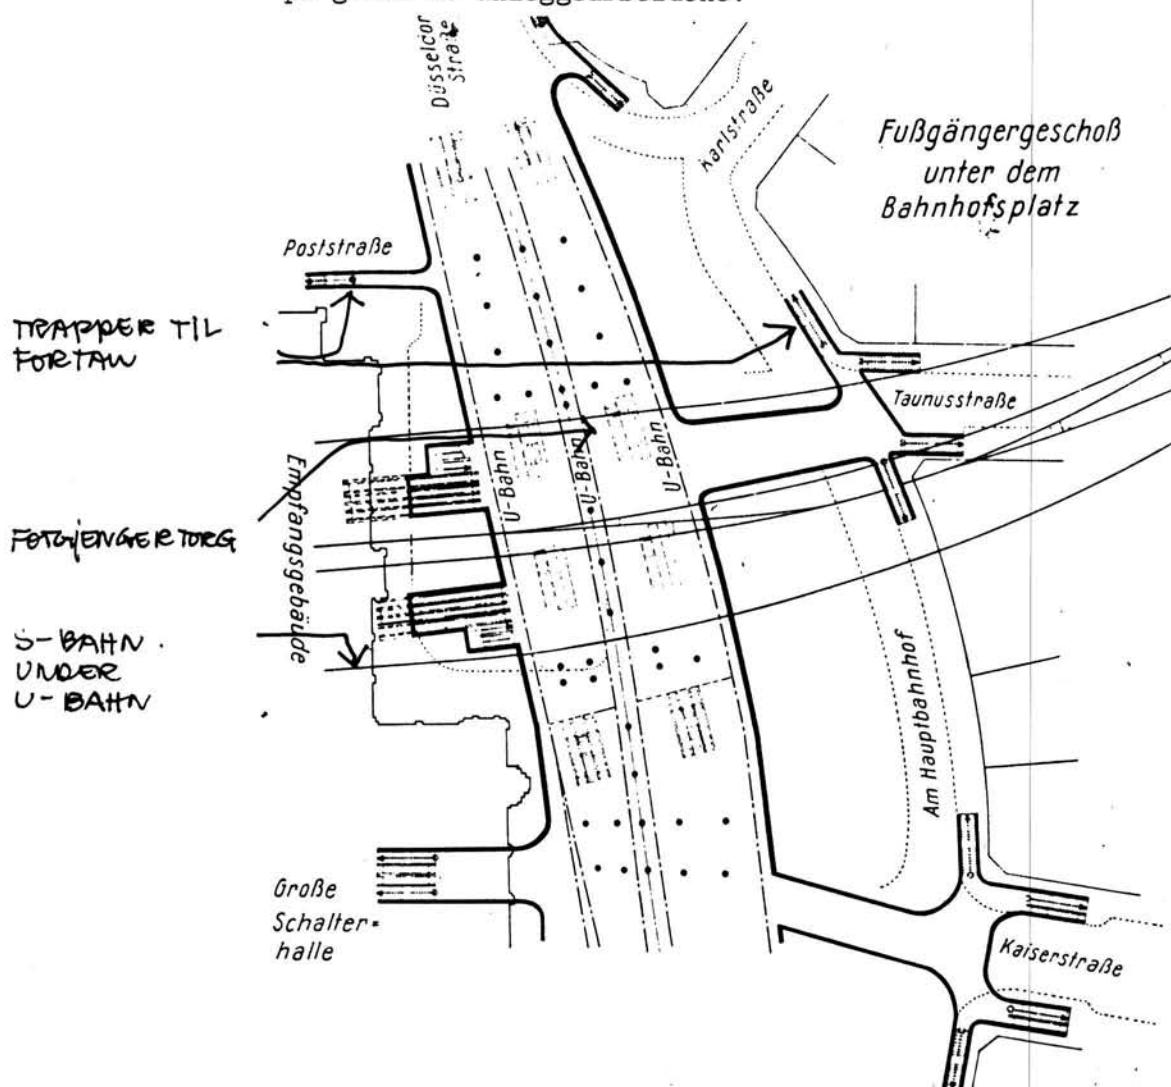 Düsseldor
Straße
Karlstraße
Fußgängergeschoß
unter dem
Bahnhofsplatz
Poststraße
TRAPPER TIL
FORTAU
Taunusstraße
U-Bahn
U-Bahn
U-Bahn
Empfangsgebäude
FOTGJENGERTORG
S-BAHN
UNDER
U-BAHN
Am Hauptbahnhof
Große
Schalter=
halle
Kaiserstraße